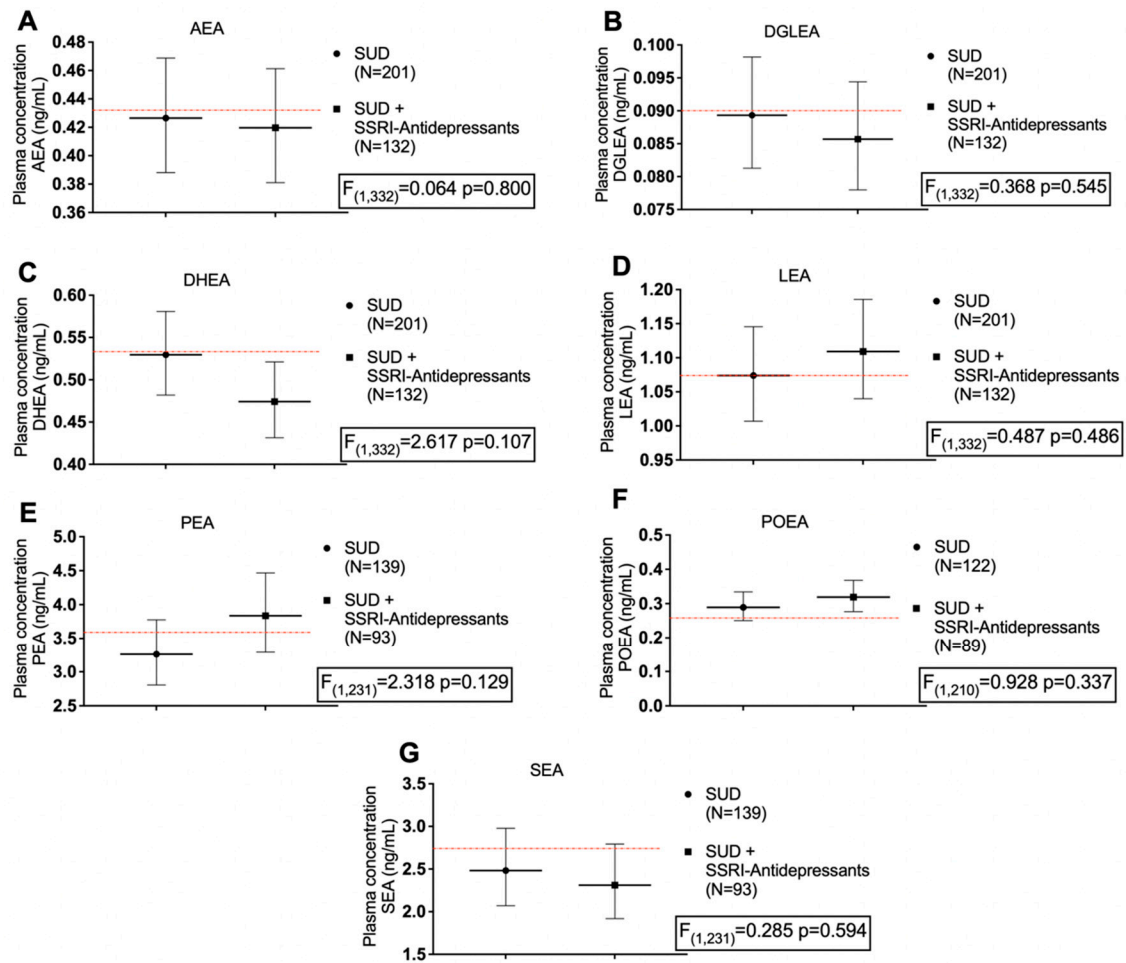 A
AEA
Plasma concentration
AEA (ng/mL)
0.48
0.46
0.44
0.42
0.40
0.38
0.36
SUD
(N=201)
SUD +
SSRI-Antidepressants
(N=132)
F(1,332)=0.064 p=0.800
B
DGLEA
Plasma concentration
DGLEA (ng/mL)
0.100
0.095
0.090
0.085
0.080
0.075
SUD
(N=201)
SUD +
SSRI-Antidepressants
(N=132)
F(1,332)=0.368 p=0.545
C
DHEA
Plasma concentration
DHEA (ng/mL)
0.60
0.55
0.50
0.45
0.40
SUD
(N=201)
SUD +
SSRI-Antidepressants
(N=132)
F(1,332)=2.617 p=0.107
D
LEA
Plasma concentration
LEA (ng/mL)
1.20
1.15
1.10
1.05
1.00
0.95
SUD
(N=201)
SUD +
SSRI-Antidepressants
(N=132)
F(1,332)=0.487 p=0.486
E
PEA
Plasma concentration
PEA (ng/mL)
5.0
4.5
4.0
3.5
3.0
2.5
SUD
(N=139)
SUD +
SSRI-Antidepressants
(N=93)
F(1,231)=2.318 p=0.129
F
POEA
Plasma concentration
POEA (ng/mL)
0.5
0.4
0.3
0.2
0.1
0.0
SUD
(N=122)
SUD +
SSRI-Antidepressants
(N=89)
F(1,210)=0.928 p=0.337
G
SEA
Plasma concentration
SEA (ng/mL)
3.5
3.0
2.5
2.0
1.5
SUD
(N=139)
SUD +
SSRI-Antidepressants
(N=93)
F(1,231)=0.285 p=0.594